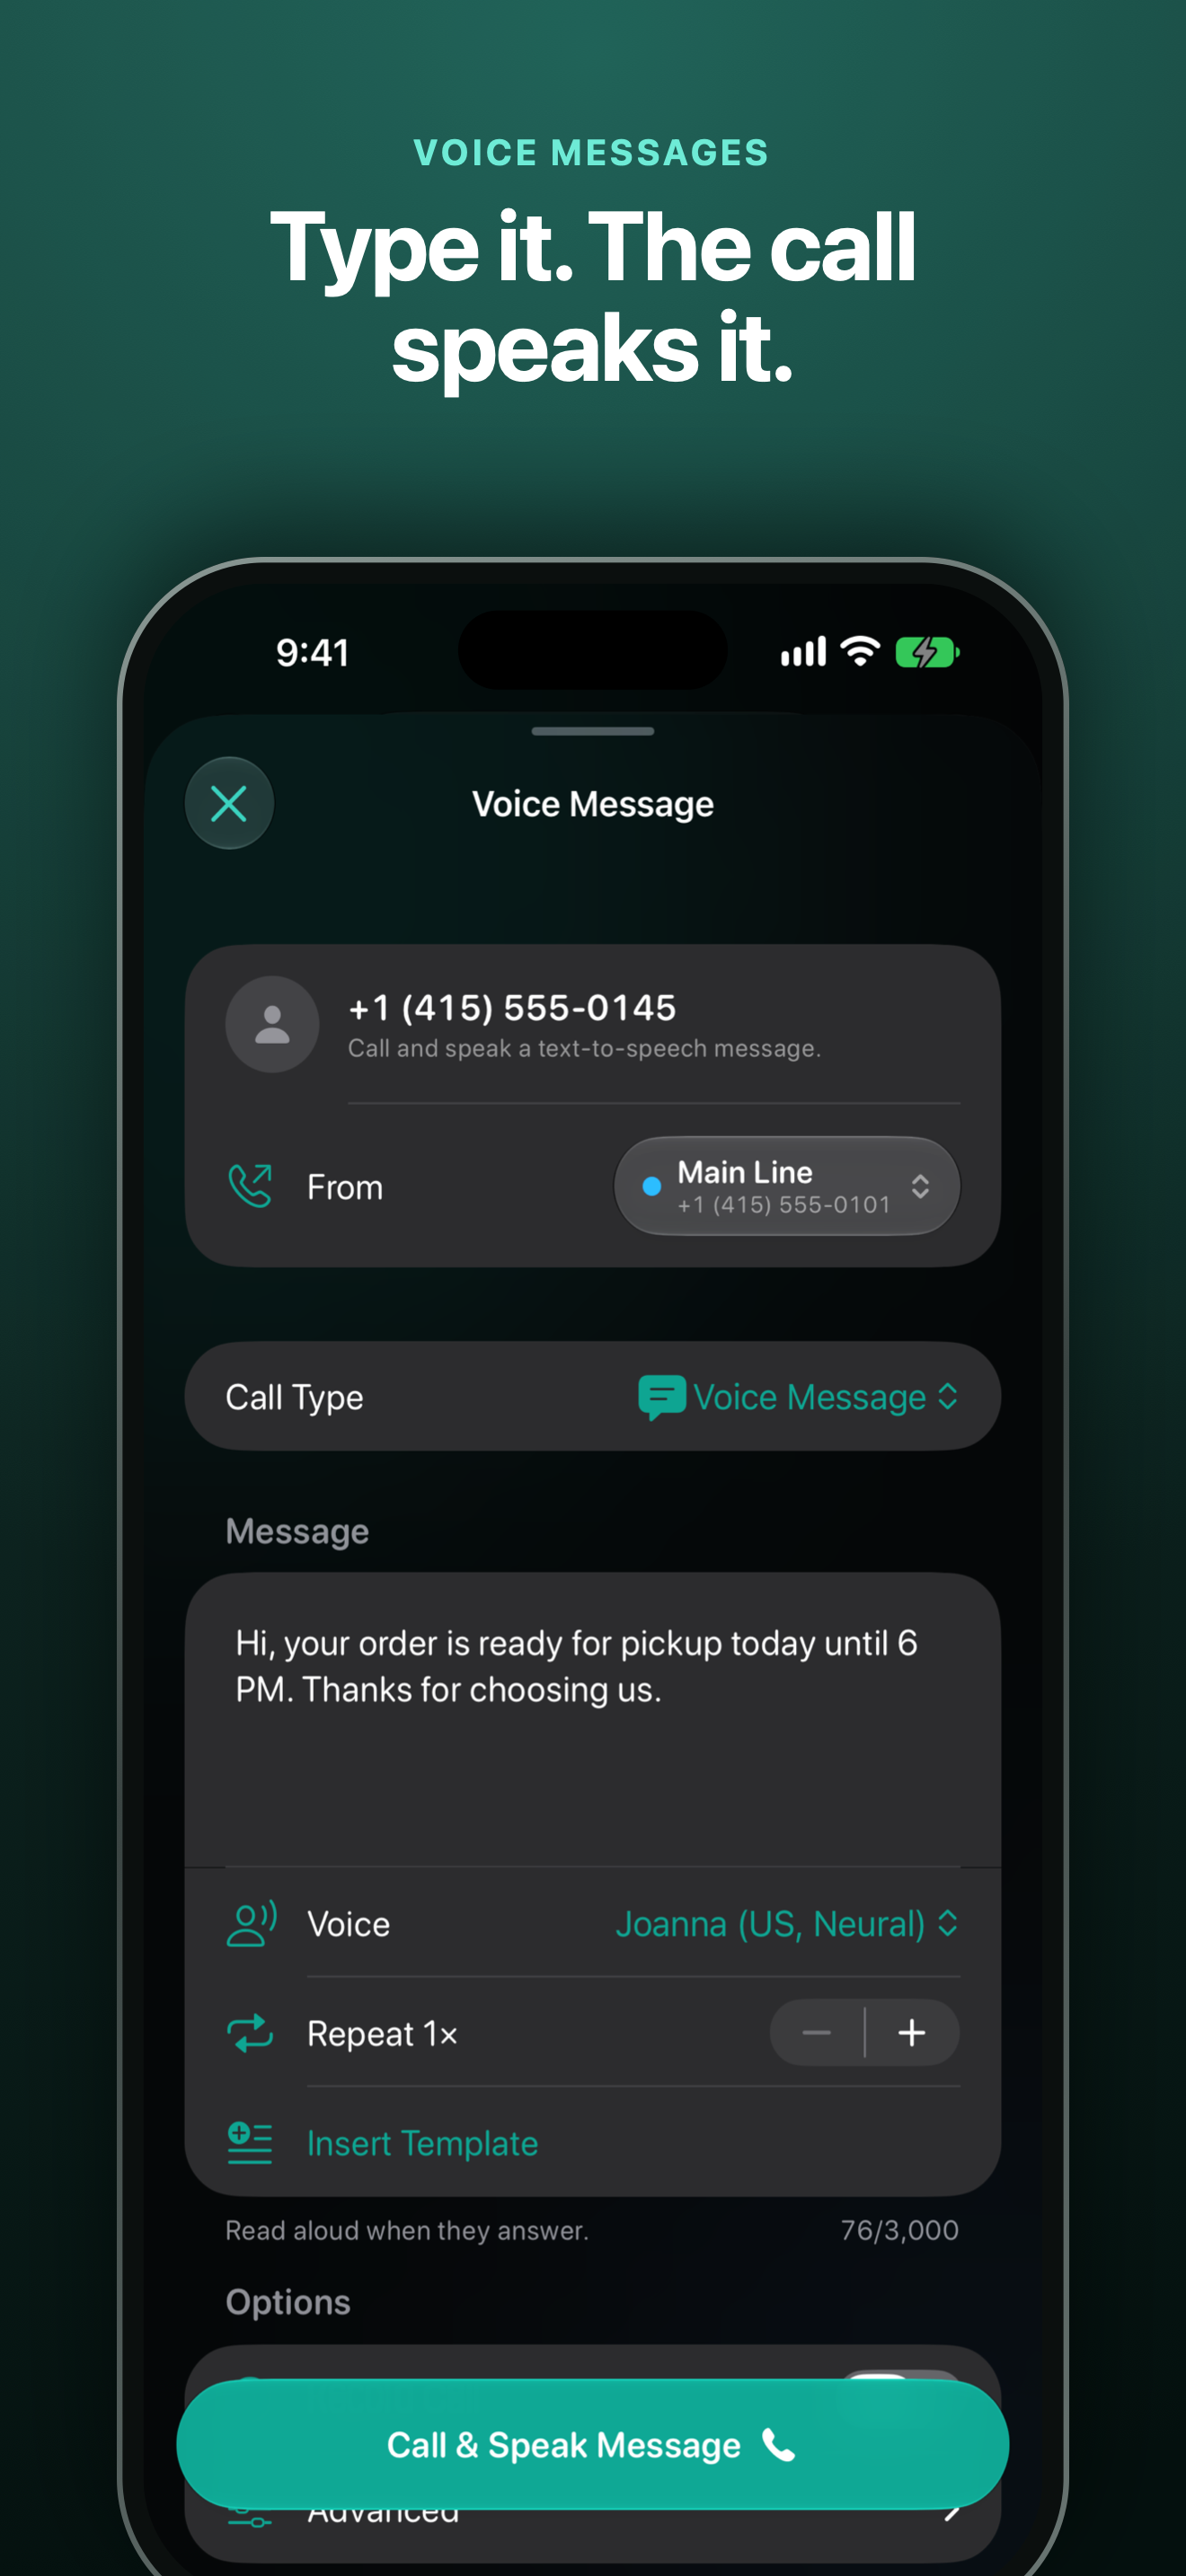 VOICE MESSAGES
Type it. The call
speaks it.
9:41
Voice Message
+1 (415) 555-0145
Call and speak a text-to-speech message.
From
Main Line
+1 (415) 555-0101
Call Type
Voice Message
Message
Hi, your order is ready for pickup today until 6
PM. Thanks for choosing us.
Voice
Joanna (US, Neural)
Repeat 1×
Insert Template
Read aloud when they answer.
76/3,000
Options
Call & Speak Message
Advanced